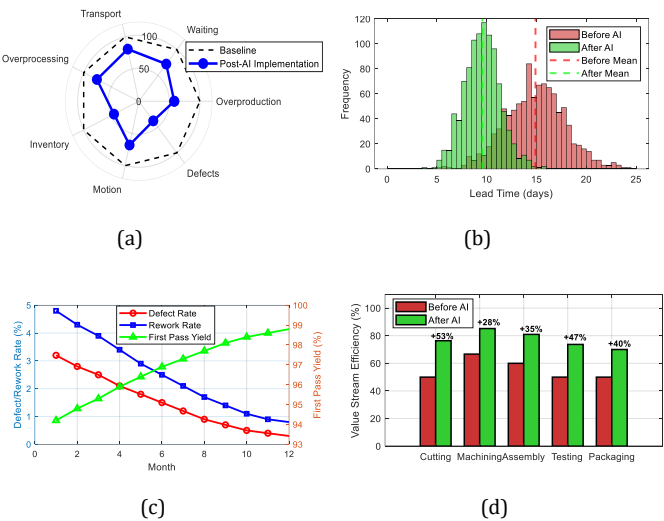 Transport
Waiting
100
Baseline
Post-AI Implementation
Overprocessing
50
0
Overproduction
Inventory
Motion
Defects
(a)
120
100
80
60
40
20
0
Frequency
Before AI
After AI
Before Mean
After Mean
0 5 10 15 20 25
Lead Time (days)
(b)
5
4
3
2
1
0
Defect/Rework Rate (%)
Defect Rate
Rework Rate
First Pass Yield
100
99
98
97
96
95
94
93
First Pass Yield (%)
0 2 4 6 8 10 12
Month
(c)
100
80
60
40
20
0
Value Stream Efficiency (%)
Before AI
After AI
+53% +28% +35% +47% +40%
Cutting Machining Assembly Testing Packaging
(d)